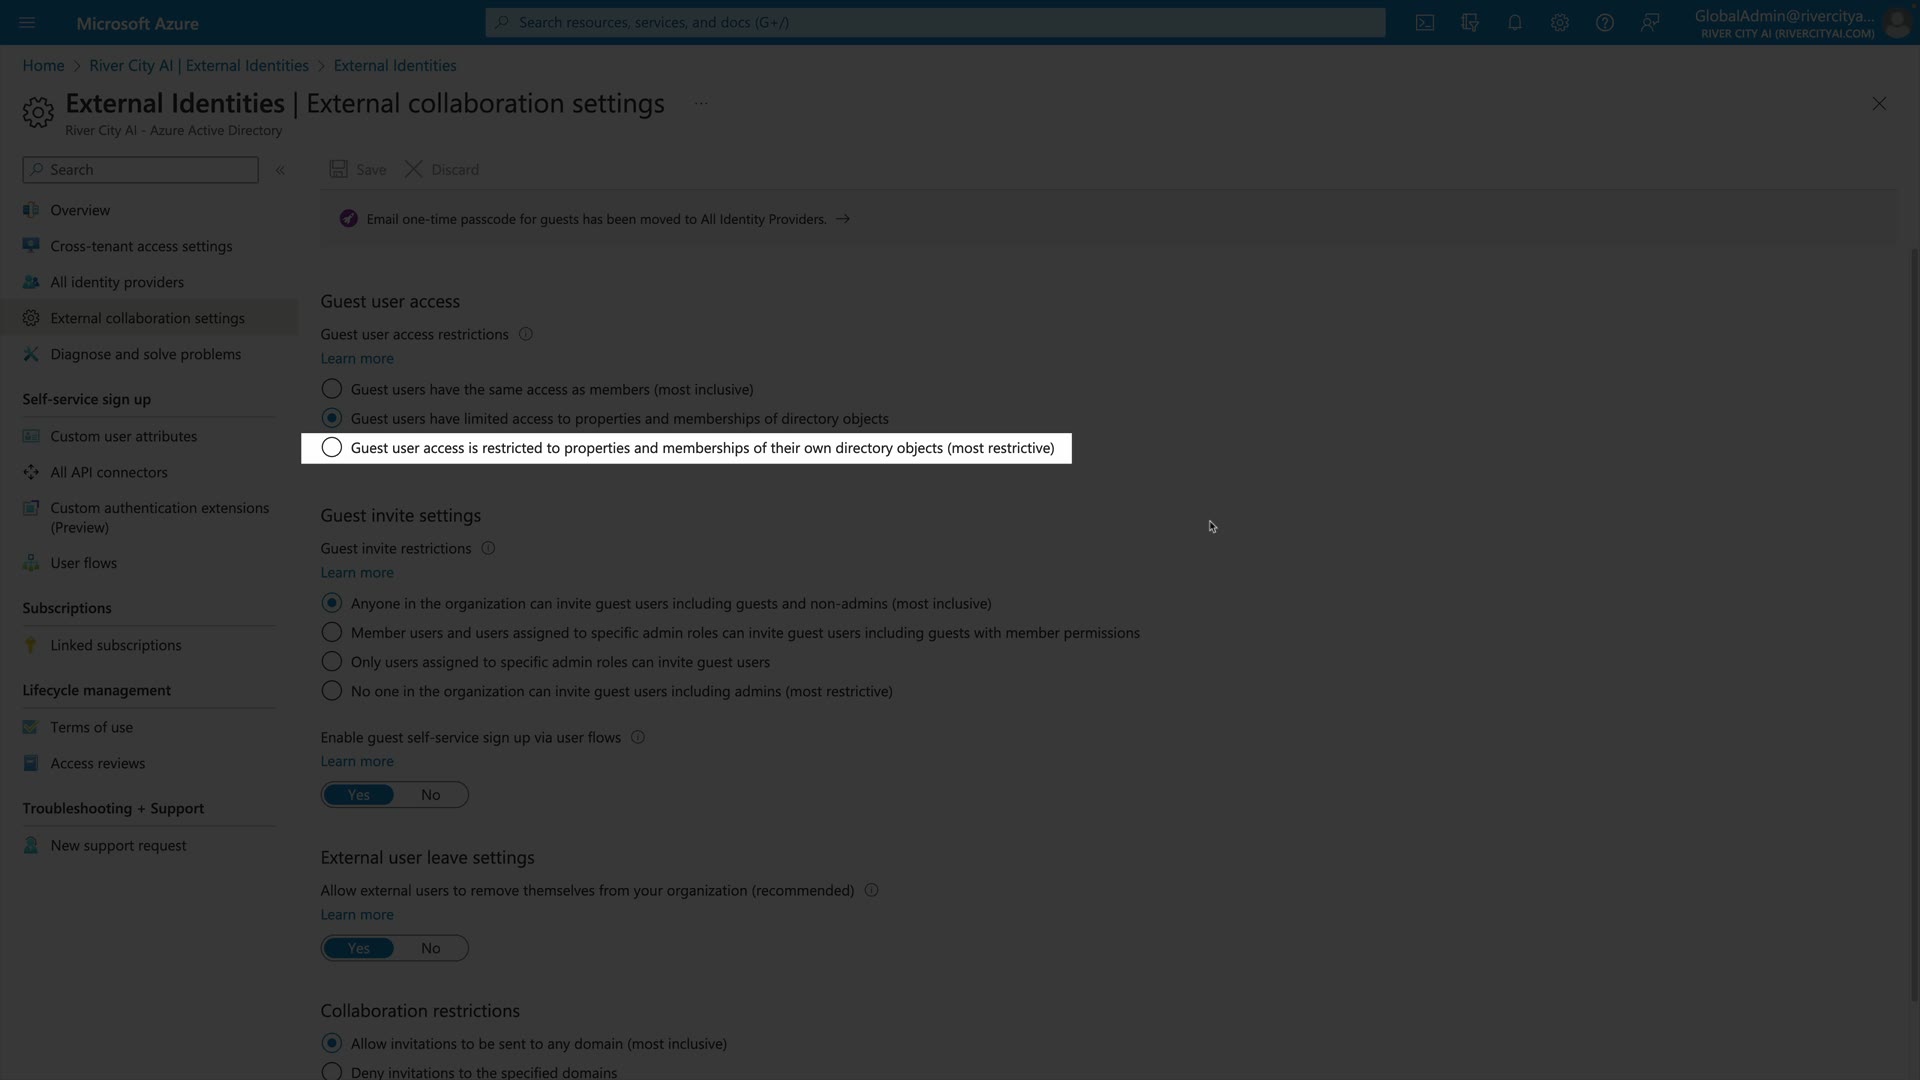 Microsoft Azure
Search resources, services, and docs (G+/)
GlobalAdmin@rivercitya...
RIVER CITY AI (RIVERCITYAI.COM)
Home > River City AI | External Identities > External Identities
External Identities | External collaboration settings ...
River City AI - Azure Active Directory
Search
«
Overview
Cross-tenant access settings
All identity providers
External collaboration settings
Diagnose and solve problems
Self-service sign up
Custom user attributes
All API connectors
Custom authentication extensions
(Preview)
User flows
Subscriptions
Linked subscriptions
Lifecycle management
Terms of use
Access reviews
Troubleshooting + Support
New support request
Save Discard
Email one-time passcode for guests has been moved to All Identity Providers. →
Guest user access
Guest user access restrictions
Learn more
Guest users have the same access as members (most inclusive)
Guest users have limited access to properties and memberships of directory objects
Guest user access is restricted to properties and memberships of their own directory objects (most restrictive)
Guest invite settings
Guest invite restrictions
Learn more
Anyone in the organization can invite guest users including guests and non-admins (most inclusive)
Member users and users assigned to specific admin roles can invite guest users including guests with member permissions
Only users assigned to specific admin roles can invite guest users
No one in the organization can invite guest users including admins (most restrictive)
Enable guest self-service sign up via user flows
Learn more
Yes No
External user leave settings
Allow external users to remove themselves from your organization (recommended)
Learn more
Yes No
Collaboration restrictions
Allow invitations to be sent to any domain (most inclusive)
Deny invitations to the specified domains